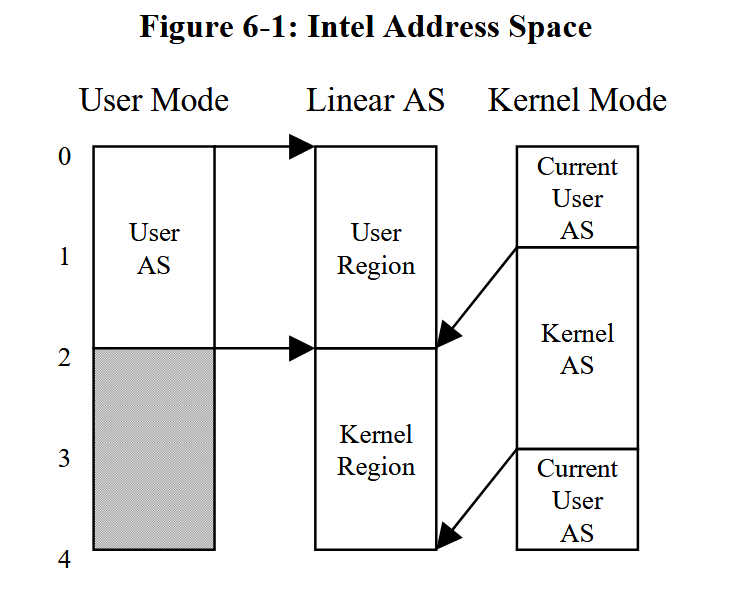 Figure 6-1: Intel Address Space
User Mode
Linear AS
Kernel Mode
0
1
2
3
4
User
AS
User
Region
Kernel
Region
Current
User
AS
Kernel
AS
Current
User
AS